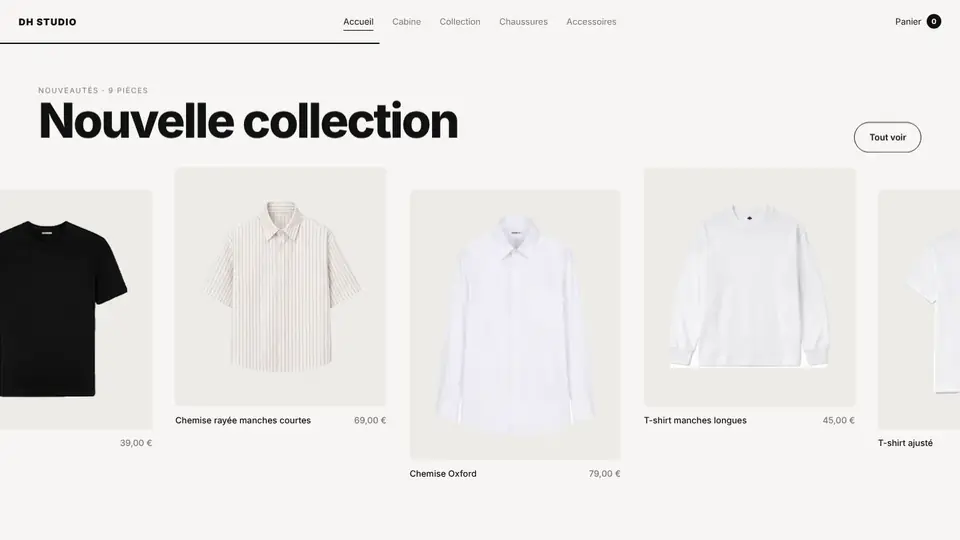 DH STUDIO
Accueil
Cabine
Collection
Chaussures
Accessoires
Panier 0
NOUVEAUTÉS · 9 PIÈCES
Nouvelle collection
Tout voir
39,00 €
Chemise rayée manches courtes 69,00 €
Chemise Oxford 79,00 €
T-shirt manches longues 45,00 €
T-shirt ajusté